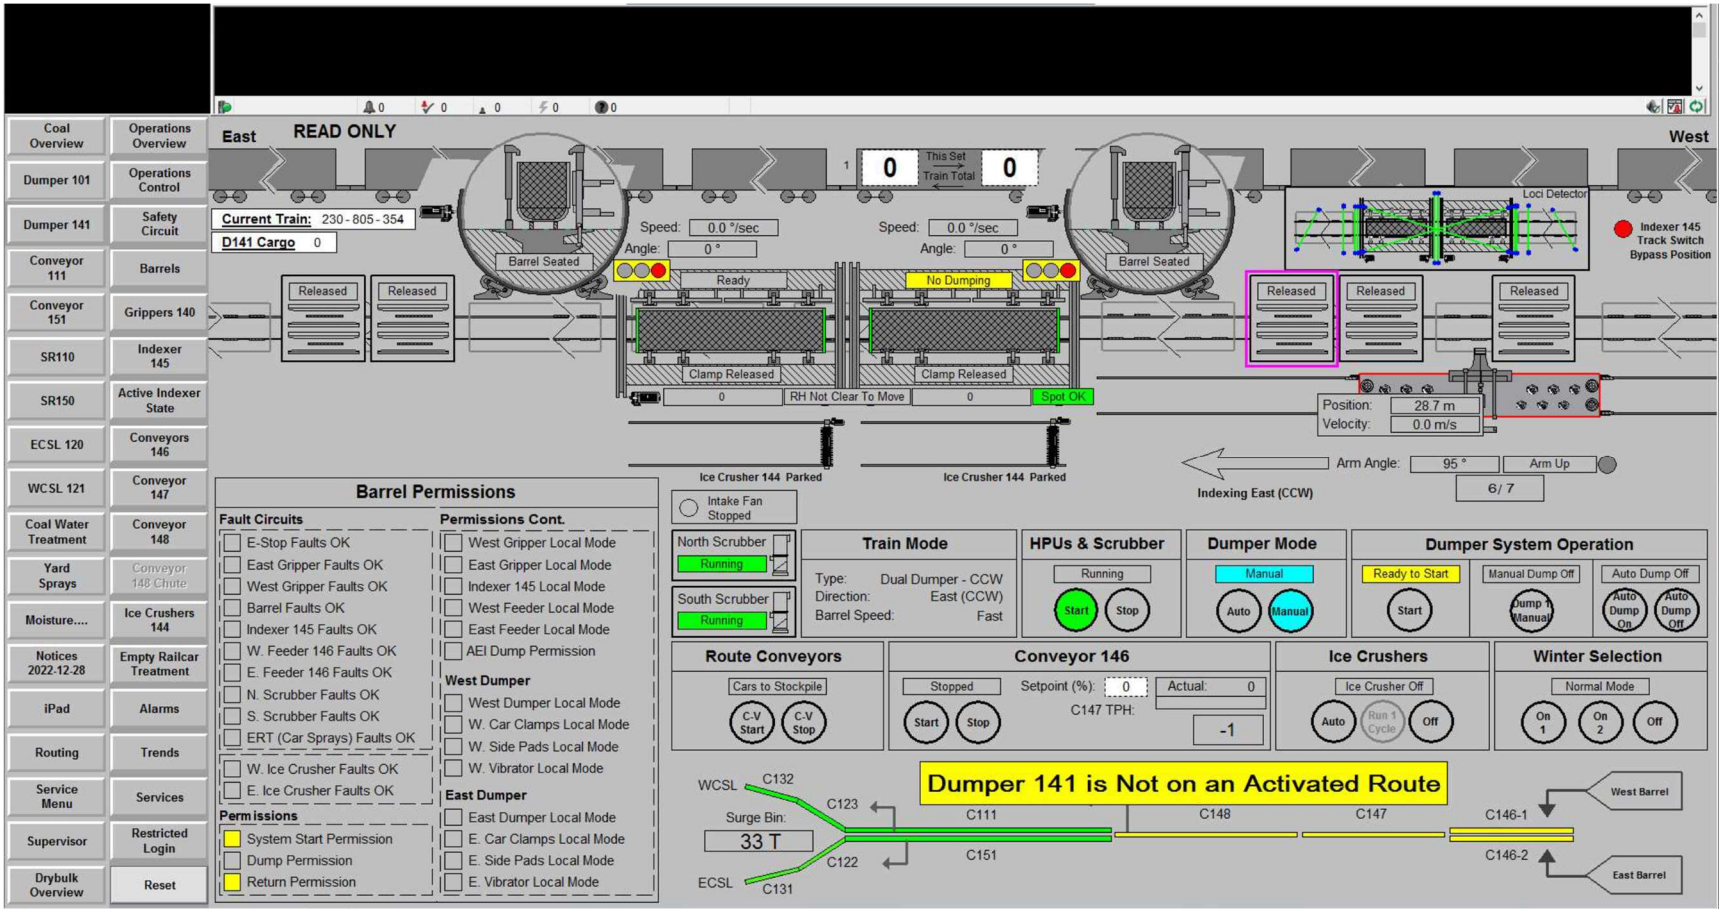 0 0 0 0 0
Coal Overview
Operations Overview
Dumper 101
Operations Control
Dumper 141
Safety Circuit
Conveyor 111
Barrels
Conveyor 151
Grippers 140
SR110
Indexer 145
SR150
Active Indexer State
ECSL 120
Conveyors 146
WCSL 121
Conveyor 147
Coal Water Treatment
Conveyor 148
Yard Sprays
Conveyor 148 Chute
Moisture....
Ice Crushers 144
Notices 2022-12-28
Empty Railcar Treatment
iPad
Alarms
Routing
Trends
Service Menu
Services
Supervisor
Restricted Login
Drybulk Overview
Reset
East
READ ONLY
West
1
0
This Set
Train Total
0
Current Train: 230 - 805 - 354
D141 Cargo 0
Barrel Seated
Speed: 0.0 °/sec
Angle: 0 °
Speed: 0.0 °/sec
Angle: 0 °
Barrel Seated
Loci Detector
Indexer 145
Track Switch
Bypass Position
Released
Released
Ready
No Dumping
Released
Released
Released
Clamp Released
Clamp Released
0
RH Not Clear To Move
0
Spot OK
Position: 28.7 m
Velocity: 0.0 m/s
Ice Crusher 144 Parked
Ice Crusher 144 Parked
Indexing East (CCW)
Arm Angle: 95 ° Arm Up
6/ 7
Barrel Permissions
Fault Circuits
E-Stop Faults OK
East Gripper Faults OK
West Gripper Faults OK
Barrel Faults OK
Indexer 145 Faults OK
W. Feeder 146 Faults OK
E. Feeder 146 Faults OK
N. Scrubber Faults OK
S. Scrubber Faults OK
ERT (Car Sprays) Faults OK
W. Ice Crusher Faults OK
E. Ice Crusher Faults OK
Permissions
System Start Permission
Dump Permission
Return Permission
Permissions Cont.
West Gripper Local Mode
East Gripper Local Mode
Indexer 145 Local Mode
West Feeder Local Mode
East Feeder Local Mode
AEI Dump Permission
West Dumper
West Dumper Local Mode
W. Car Clamps Local Mode
W. Side Pads Local Mode
W. Vibrator Local Mode
East Dumper
East Dumper Local Mode
E. Car Clamps Local Mode
E. Side Pads Local Mode
E. Vibrator Local Mode
Intake Fan
Stopped
North Scrubber
Running
South Scrubber
Running
Train Mode
Type: Dual Dumper - CCW
Direction: East (CCW)
Barrel Speed: Fast
HPUs & Scrubber
Running
Start Stop
Dumper Mode
Manual
Auto Manual
Dumper System Operation
Ready to Start
Start
Manual Dump Off
Dump 1 Manual
Auto Dump Off
Auto Dump On
Auto Dump Off
Route Conveyors
Cars to Stockpile
C-V Start
C-V Stop
Conveyor 146
Stopped
Start Stop
Setpoint (%): 0
Actual: 0
C147 TPH:
-1
Ice Crushers
Ice Crusher Off
Auto
Run 1 Cycle
Off
Winter Selection
Normal Mode
On 1
On 2
Off
WCSL
C132
C123
Dumper 141 is Not on an Activated Route
C111
C148
C147
C146-1
West Barrel
Surge Bin:
33 T
C122
C151
C146-2
ECSL
C131
East Barrel